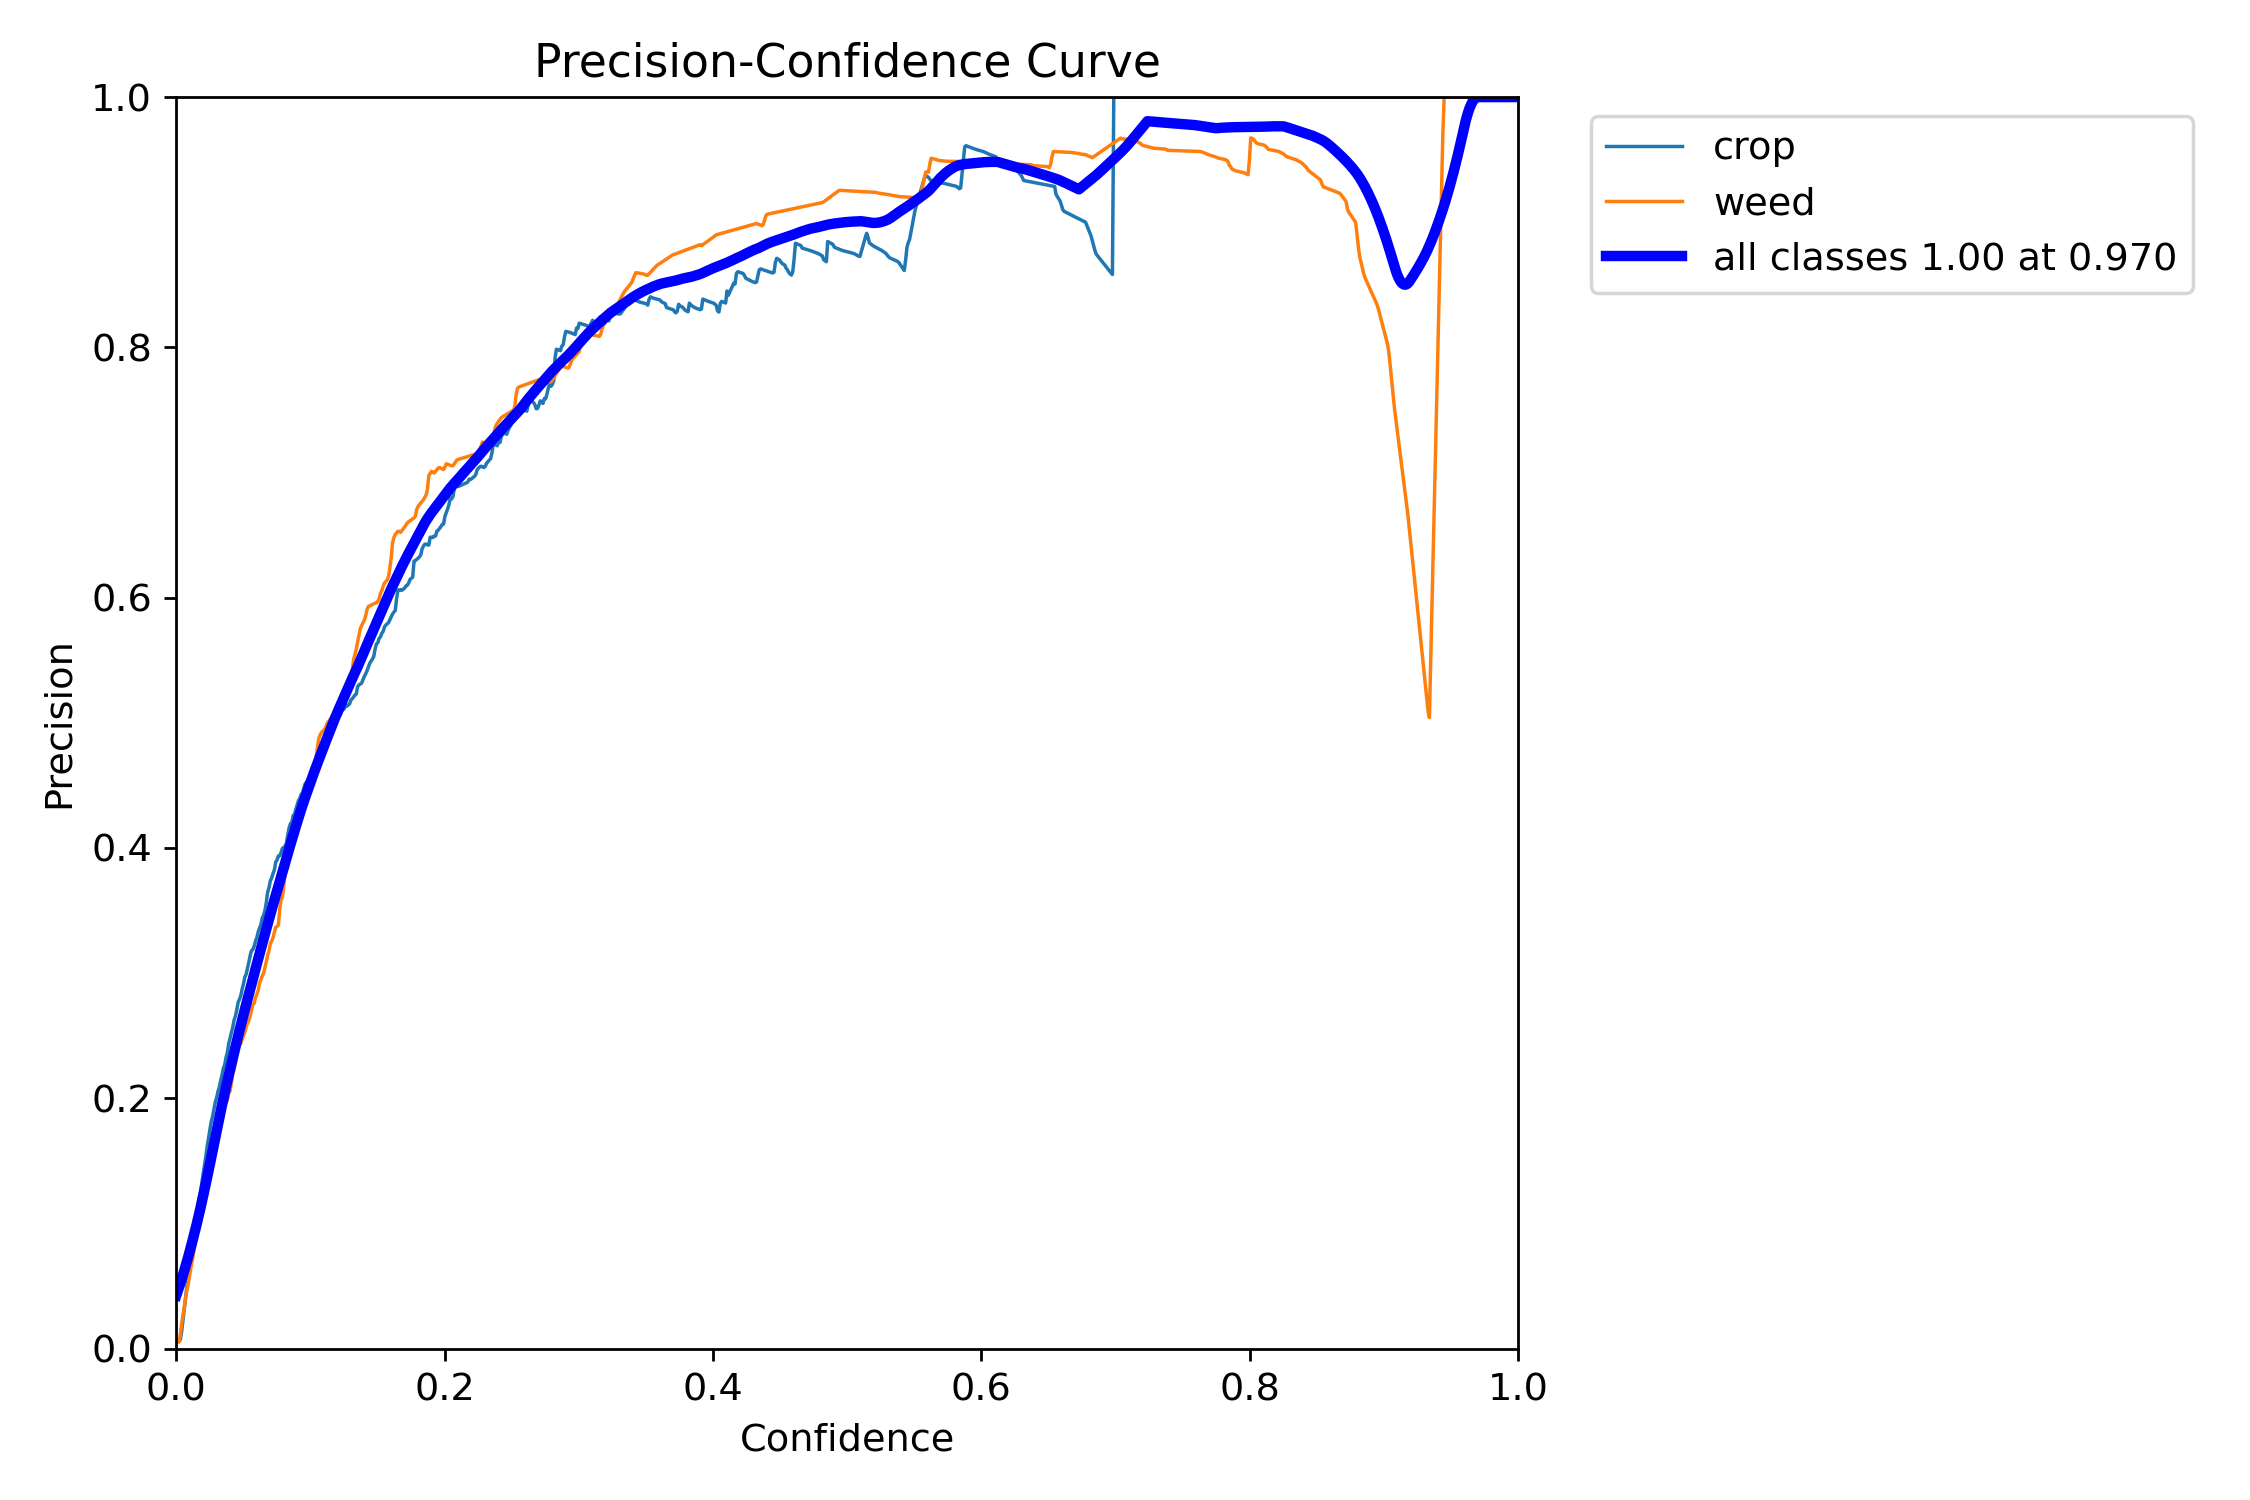 Precision-Confidence Curve
1.0
0.8
0.6
0.4
0.2
0.0
Precision
0.0 0.2 0.4 0.6 0.8 1.0
Confidence
crop
weed
all classes 1.00 at 0.970